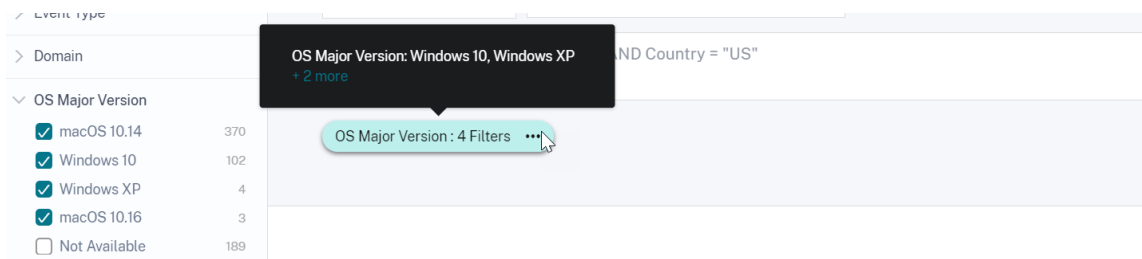 Event Type
Domain
OS Major Version
macOS 10.14 370
Windows 10 102
Windows XP 4
macOS 10.16 3
Not Available 189
OS Major Version: Windows 10, Windows XP
+ 2 more
AND Country = "US"
OS Major Version : 4 Filters •••